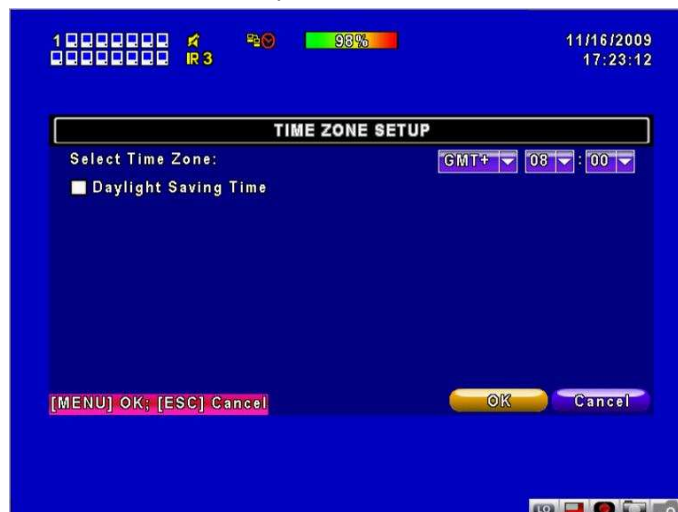 1
98%
11/16/2009
IR 3
17:23:12
TIME ZONE SETUP
Select Time Zone: GMT+ 08 : 00
Daylight Saving Time
[MENU] OK; [ESC] Cancel OK Cancel